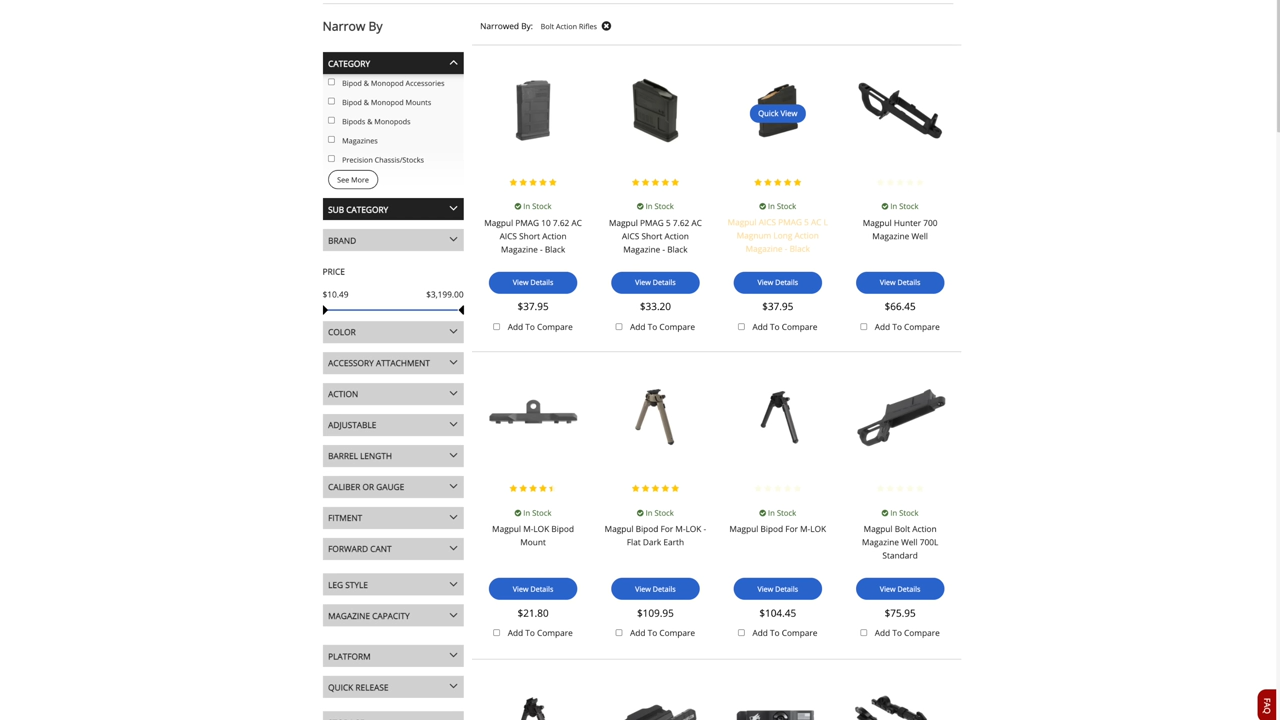 Narrow By
Narrowed By: Bolt Action Rifles
CATEGORY
Bipod & Monopod Accessories
Bipod & Monopod Mounts
Bipods & Monopods
Magazines
Precision Chassis/Stocks
See More
SUB CATEGORY
BRAND
PRICE
$10.49 $3,199.00
COLOR
ACCESSORY ATTACHMENT
ACTION
ADJUSTABLE
BARREL LENGTH
CALIBER OR GAUGE
FITMENT
FORWARD CANT
LEG STYLE
MAGAZINE CAPACITY
PLATFORM
QUICK RELEASE
In Stock
Magpul PMAG 10 7.62 AC
AICS Short Action
Magazine - Black
View Details
$37.95
Add To Compare
In Stock
Magpul PMAG 5 7.62 AC
AICS Short Action
Magazine - Black
View Details
$33.20
Add To Compare
Quick View
In Stock
Magpul AICS PMAG 5 AC L
Magnum Long Action
Magazine - Black
View Details
$37.95
Add To Compare
In Stock
Magpul Hunter 700
Magazine Well
View Details
$66.45
Add To Compare
In Stock
Magpul M-LOK Bipod
Mount
View Details
$21.80
Add To Compare
In Stock
Magpul Bipod For M-LOK -
Flat Dark Earth
View Details
$109.95
Add To Compare
In Stock
Magpul Bipod For M-LOK
View Details
$104.45
Add To Compare
In Stock
Magpul Bolt Action
Magazine Well 700L
Standard
View Details
$75.95
Add To Compare
FAQ